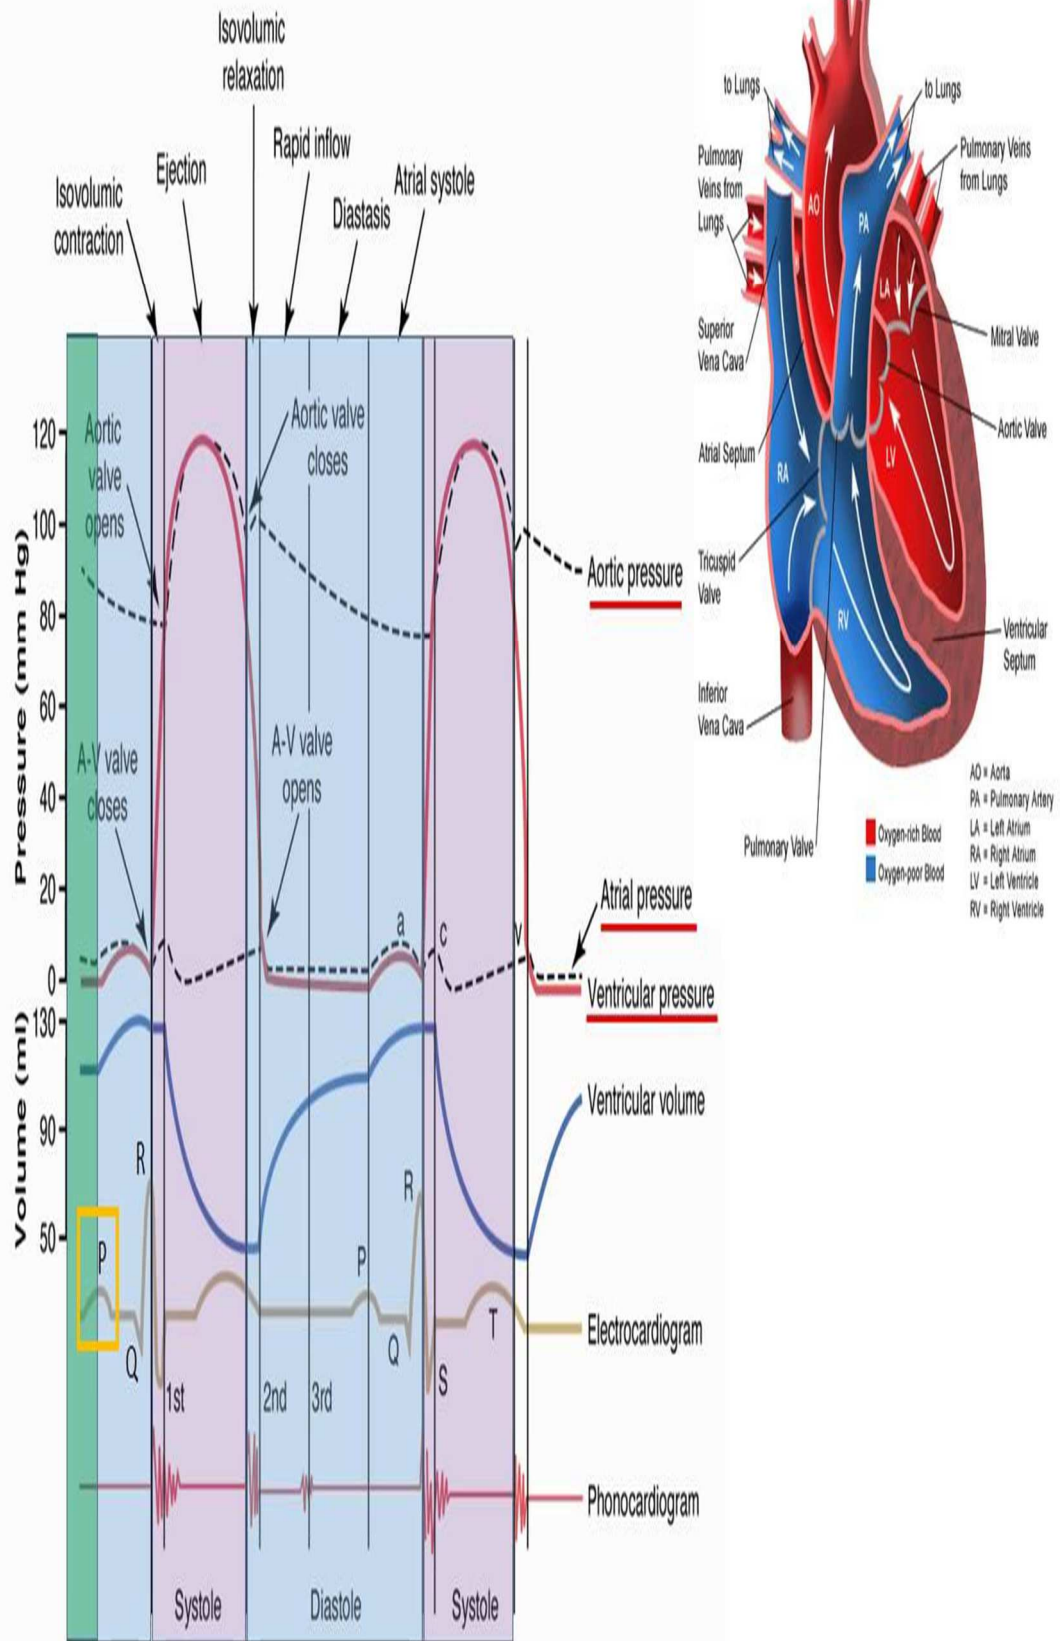 Isovolumic
relaxation
Rapid inflow
Ejection
Atrial systole
Isovolumic
contraction
Diastasis
Pressure (mm Hg)
120
100
80
60
40
20
0
Aortic
valve
opens
Aortic valve
closes
A-V valve
closes
A-V valve
opens
a
c
v
Aortic pressure
Atrial pressure
Ventricular pressure
Volume (ml)
130
90
50
Ventricular volume
R
P
Q
P
R
Q
S
T
Electrocardiogram
1st
2nd
3rd
Phonocardiogram
Systole
Diastole
Systole
to Lungs
to Lungs
Pulmonary
Veins from
Lungs
Pulmonary Veins
from Lungs
AO
PA
LA
Superior
Vena Cava
Mitral Valve
Aortic Valve
Atrial Septum
RA
LV
Tricuspid
Valve
RV
Ventricular
Septum
Inferior
Vena Cava
Pulmonary Valve
Oxygen-rich Blood
Oxygen-poor Blood
AO = Aorta
PA = Pulmonary Artery
LA = Left Atrium
RA = Right Atrium
LV = Left Ventricle
RV = Right Ventricle